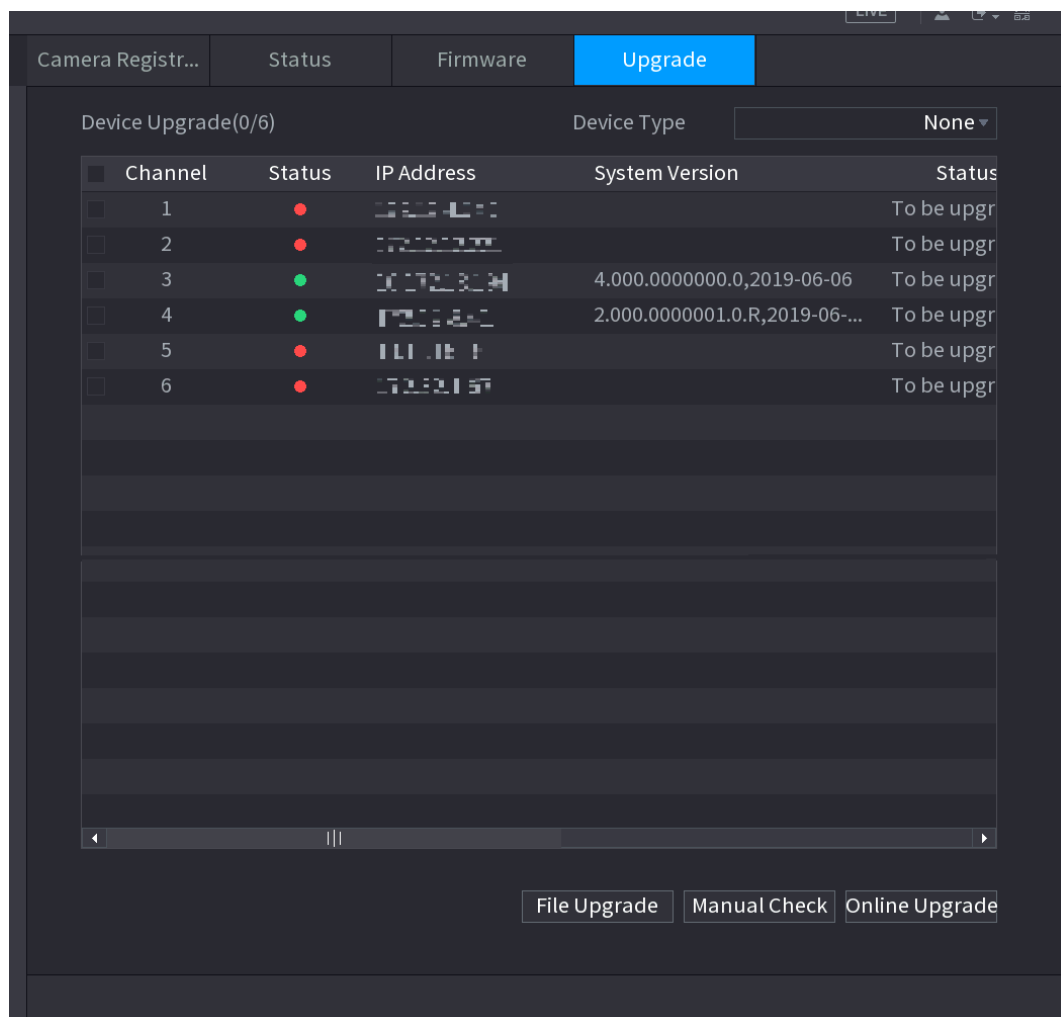 LIVE
Camera Registr... Status Firmware Upgrade
Device Upgrade(0/6) Device Type None
Channel Status IP Address System Version Status
1 To be upgr
2 To be upgr
3 4.000.0000000.0,2019-06-06 To be upgr
4 2.000.0000001.0.R,2019-06-... To be upgr
5 To be upgr
6 To be upgr
File Upgrade Manual Check Online Upgrade